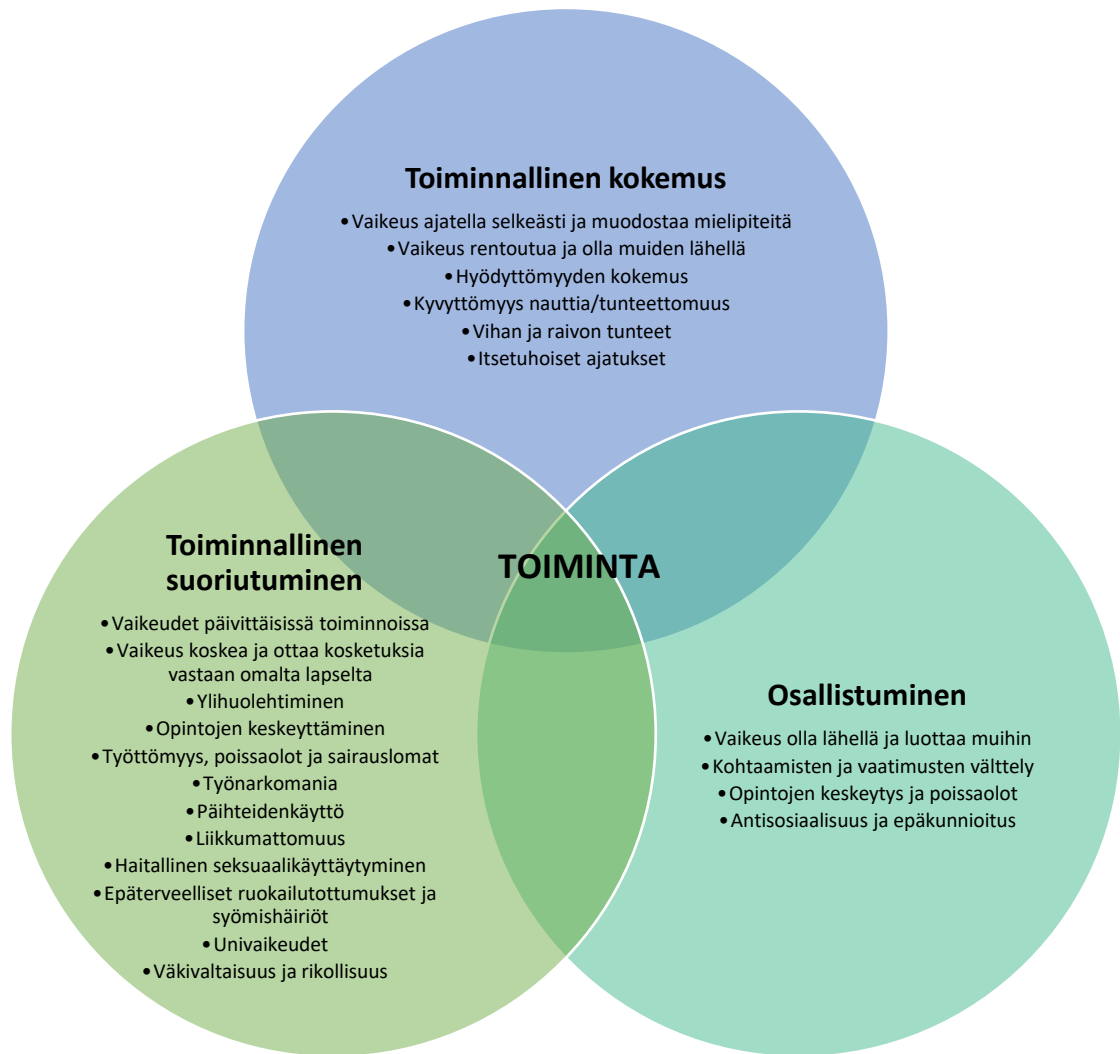 Toiminnallinen kokemus
•Vaikeus ajatella selkeästi ja muodostaa mielipiteitä
•Vaikeus rentoutua ja olla muiden lähellä
•Hyödyttömyyden kokemus
•Kyvyttömyys nauttia/tunteettomuus
•Vihan ja raivon tunteet
•Itsetuhoiset ajatukset
TOIMINTA
Toiminnallinen
suoriutuminen
•Vaikeudet päivittäisissä toiminnoissa
•Vaikeus koskea ja ottaa kosketuksia
vastaan omalta lapselta
•Ylihuolehtiminen
•Opintojen keskeyttäminen
•Työttömyys, poissaolot ja sairauslomat
•Työnarkomania
•Päihteidenkäyttö
•Liikkumattomuus
•Haitallinen seksuaalikäyttäytyminen
•Epäterveelliset ruokailutottumukset ja
syömishäiriöt
•Univaikeudet
•Väkivaltaisuus ja rikollisuus
Osallistuminen
•Vaikeus olla lähellä ja luottaa muihin
•Kohtaamisten ja vaatimusten välttely
•Opintojen keskeytys ja poissaolot
•Antisosiaalisuus ja epäkunnioitus